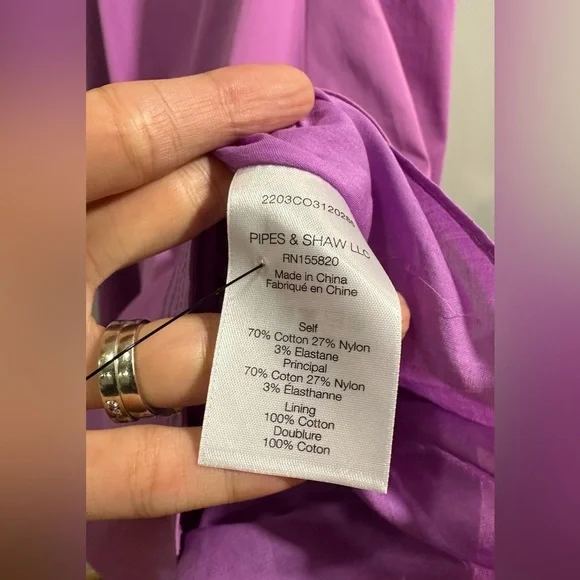 2203CO3120286
PIPES & SHAW LLC
RN155820
Made in China
Fabriqué en Chine
Self
70% Cotton 27% Nylon
3% Elastane
Principal
70% Coton 27% Nylon
3% Élasthanne
Lining
100% Cotton
Doublure
100% Coton